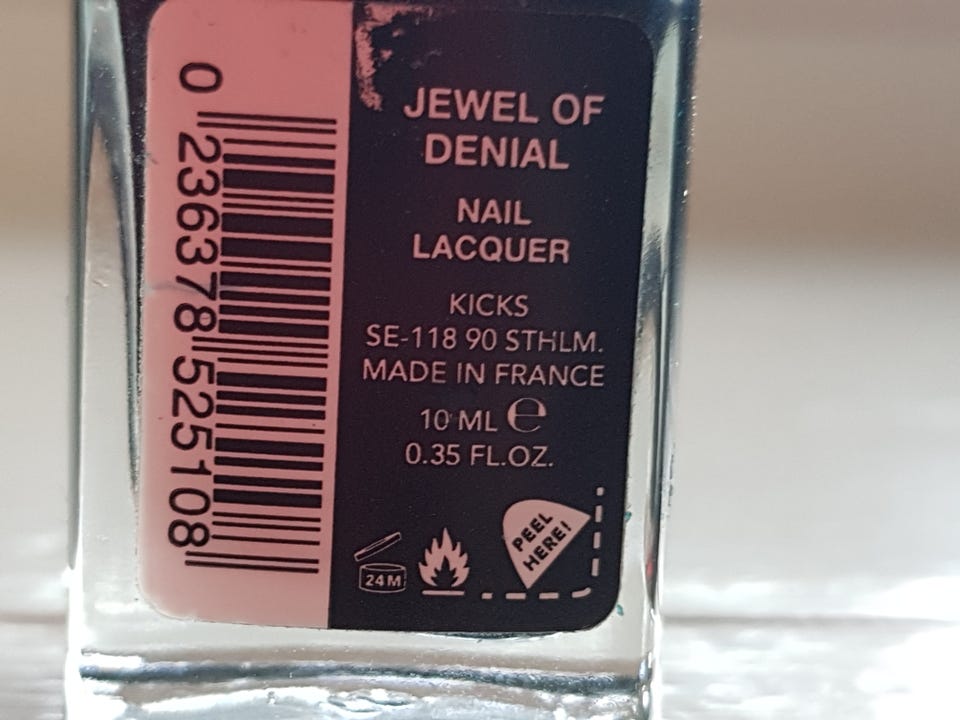 JEWEL OF
DENIAL
NAIL
LACQUER
KICKS
SE-118 90 STHLM.
MADE IN FRANCE
10 ML e
0.35 FL.OZ.
24M
PEEL
HERE!
0 236378 525108